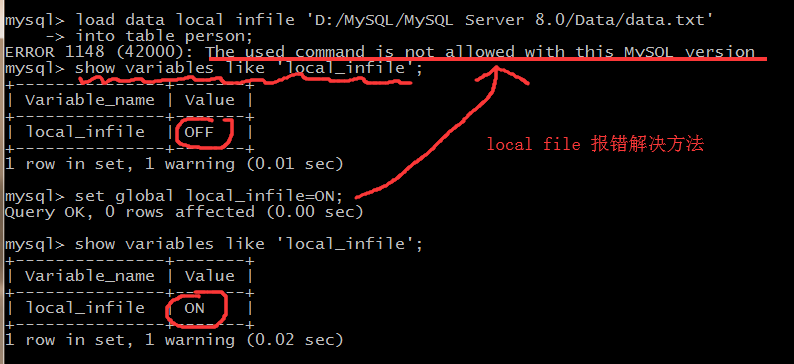 mysql> load data local infile 'D:/MySQL/MySQL Server 8.0/Data/data.txt'
    -> into table person;
ERROR 1148 (42000): The used command is not allowed with this MySQL version
mysql> show variables like 'local_infile';
+---------------+-------+
| Variable_name | Value |
+---------------+-------+
| local_infile  | OFF   |
+---------------+-------+
1 row in set, 1 warning (0.01 sec)
local file 报错解决方法
mysql> set global local_infile=ON;
Query OK, 0 rows affected (0.00 sec)
mysql> show variables like 'local_infile';
+---------------+-------+
| Variable_name | Value |
+---------------+-------+
| local_infile  | ON    |
+---------------+-------+
1 row in set, 1 warning (0.02 sec)